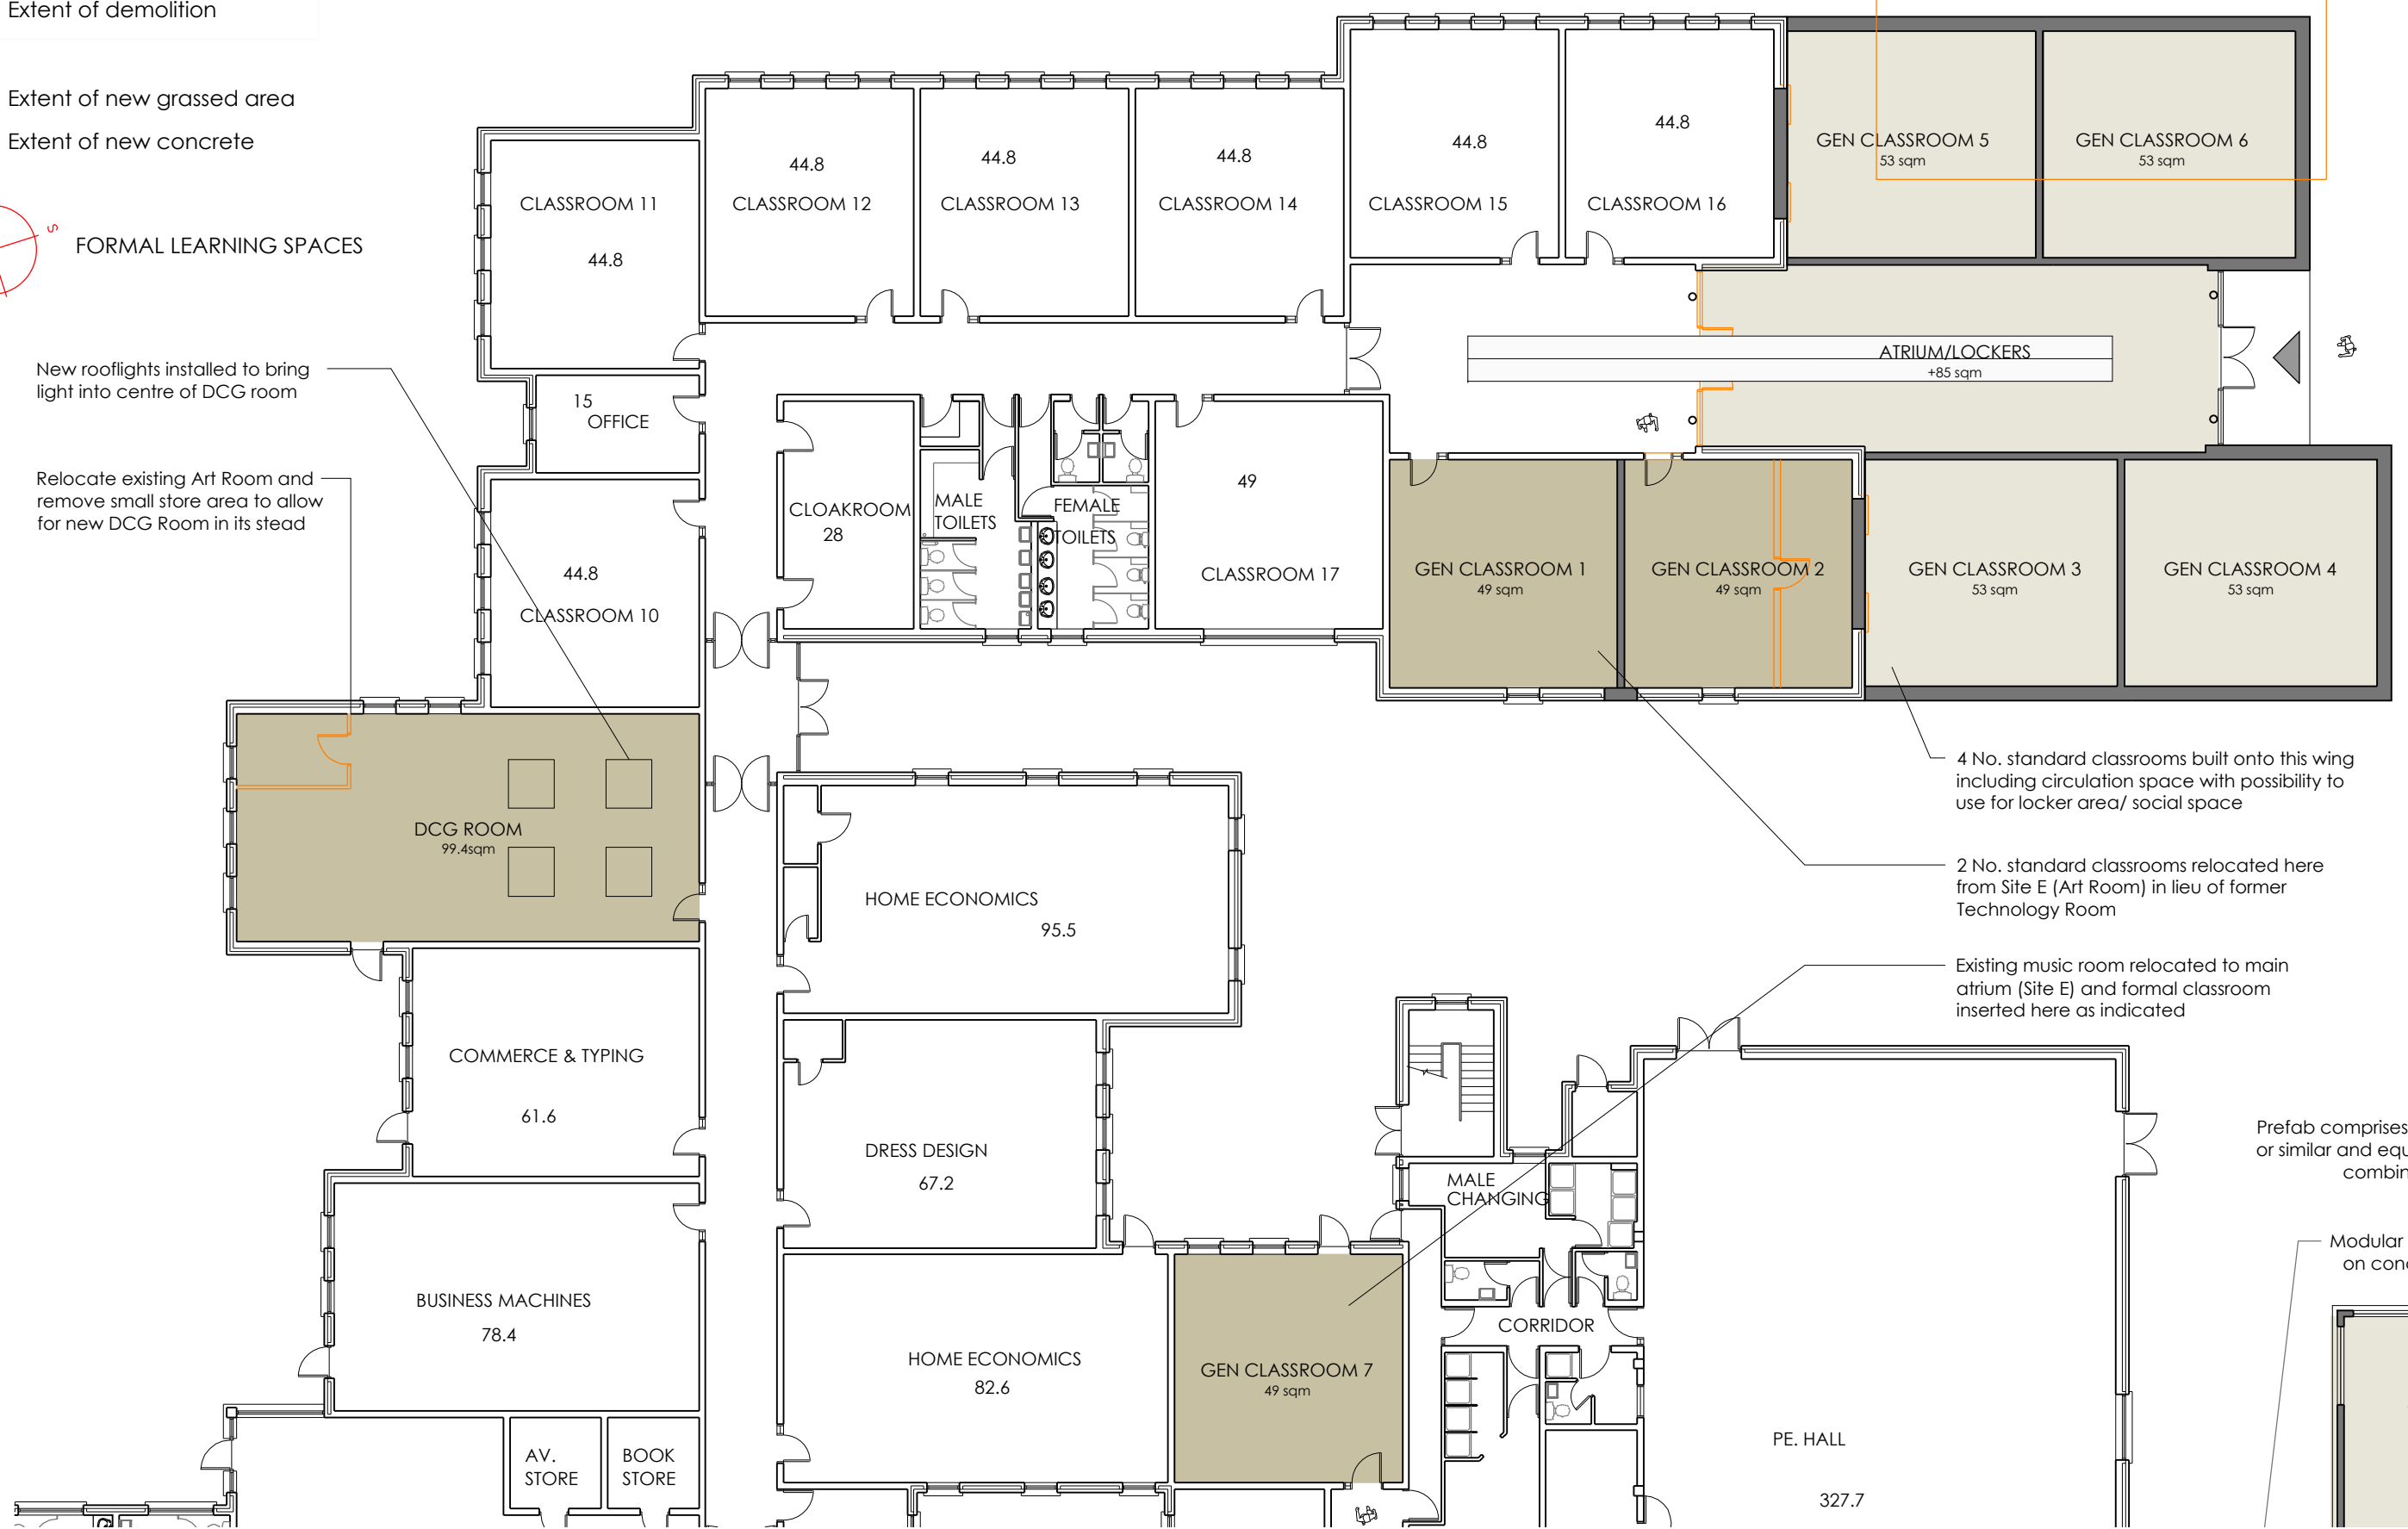 Extent of demolition
Extent of new grassed area
Extent of new concrete
S
FORMAL LEARNING SPACES
New rooflights installed to bring
light into centre of DCG room
Relocate existing Art Room and
remove small store area to allow
for new DCG Room in its stead
CLASSROOM 11
44.8
44.8
CLASSROOM 12
44.8
CLASSROOM 13
44.8
CLASSROOM 14
44.8
CLASSROOM 15
44.8
CLASSROOM 16
GEN CLASSROOM 5
53 sqm
GEN CLASSROOM 6
53 sqm
15
OFFICE
ATRIUM/LOCKERS
+85 sqm
44.8
CLASSROOM 10
CLOAKROOM
28
MALE
TOILETS
FEMALE
TOILETS
49
CLASSROOM 17
GEN CLASSROOM 1
49 sqm
GEN CLASSROOM 2
49 sqm
GEN CLASSROOM 3
53 sqm
GEN CLASSROOM 4
53 sqm
4 No. standard classrooms built onto this wing
including circulation space with possibility to
use for locker area/ social space
2 No. standard classrooms relocated here
from Site E (Art Room) in lieu of former
Technology Room
Existing music room relocated to main
atrium (Site E) and formal classroom
inserted here as indicated
DCG ROOM
99.4sqm
HOME ECONOMICS
95.5
COMMERCE & TYPING
61.6
DRESS DESIGN
67.2
MALE
CHANGING
Prefab comprises
or similar and equ
combin
Modular
on conc
BUSINESS MACHINES
78.4
HOME ECONOMICS
82.6
GEN CLASSROOM 7
49 sqm
CORRIDOR
AV.
STORE
BOOK
STORE
PE. HALL
327.7